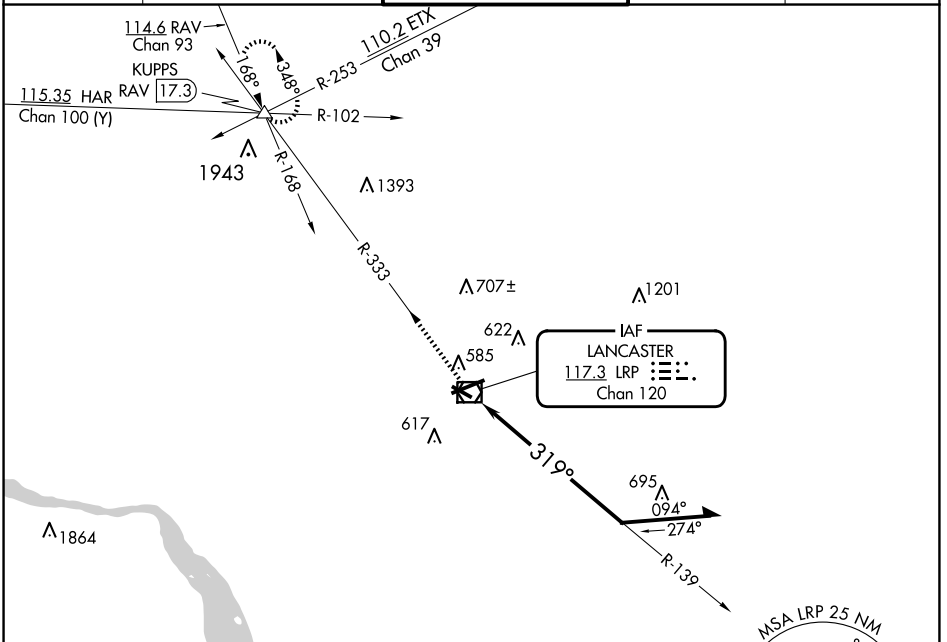 114.6 RAV
Chan 93
110.2 ETX
Chan 39
R-253
168°
348°
KUPPS
RAV 17.3
115.35 HAR
Chan 100 (Y)
R-102
1943
R-168
1393
R-333
707±
1201
622
585
IAF
LANCASTER
117.3 LRP
Chan 120
617
319°
695
094°
274°
1864
R-139
MSA LRP 25 NM